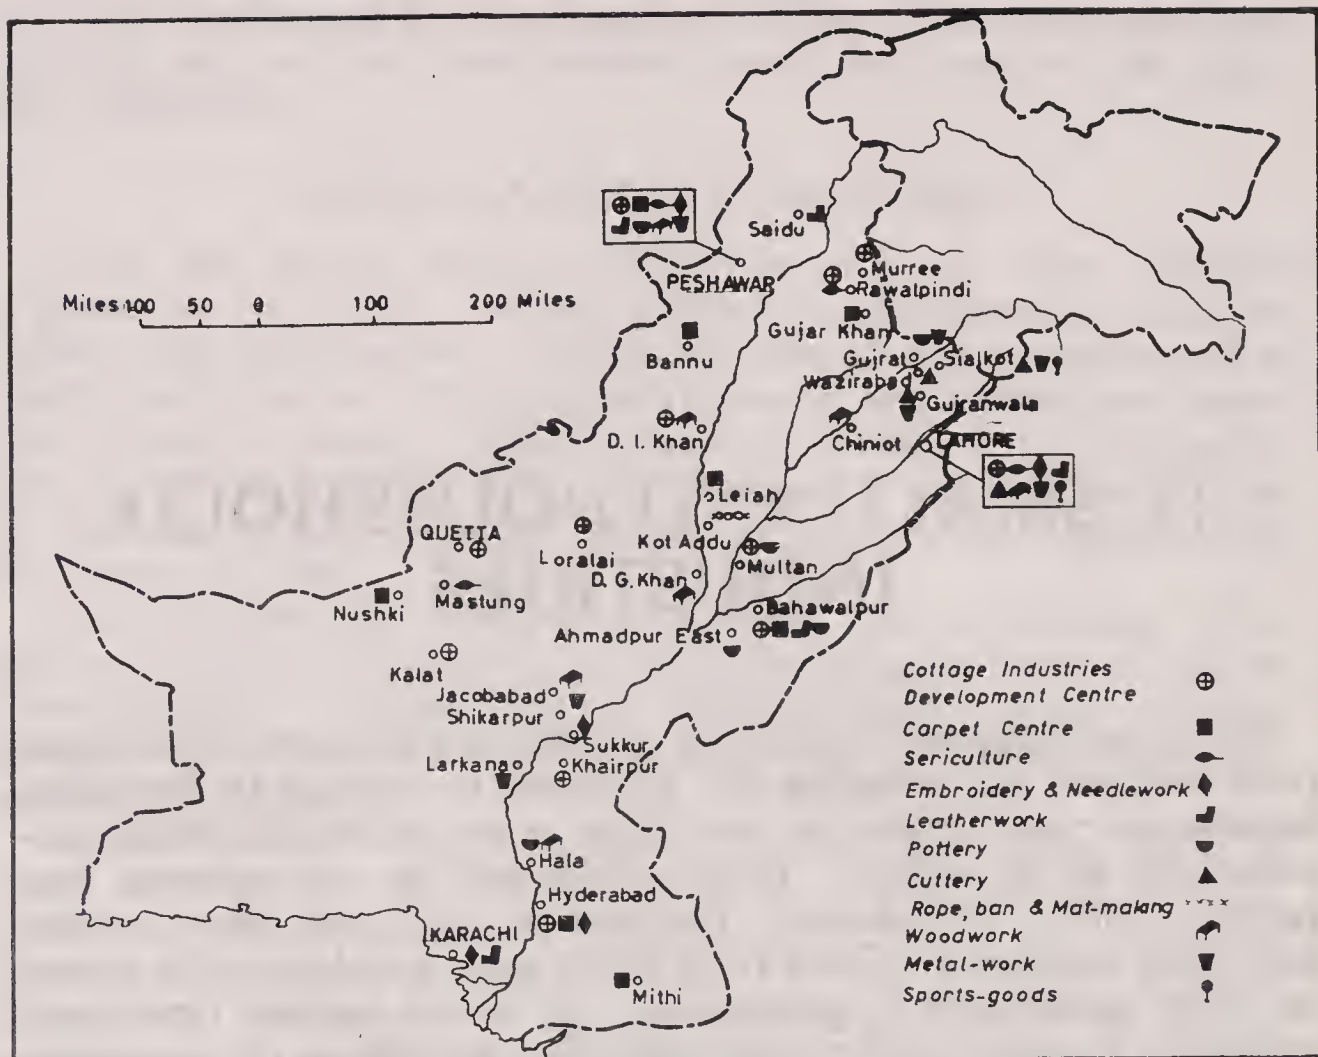 Saidu
PESHAWAR
Murree
Rawalpindi
Miles 100 50 0 100 200 Miles
Gujar Khan
Bannu
Gujrat
Sialkot
Wazirabad
Gujranwala
D. I. Khan
Chiniot
LAHORE
Leiah
QUETTA
Loralai
Kot Addu
Multan
D. G. Khan
Mastung
Nushki
Bahawalpur
Ahmadpur East
Kalat
Jacobabad
Shikarpur
Sukkur
Larkana
Khairpur
Hala
Hyderabad
KARACHI
Mithi
Cottage Industries
Development Centre
Carpet Centre
Sericulture
Embroidery & Needlework
Leatherwork
Pottery
Cuttery
Rope, ban & Mat-making
Woodwork
Metal-work
Sports-goods